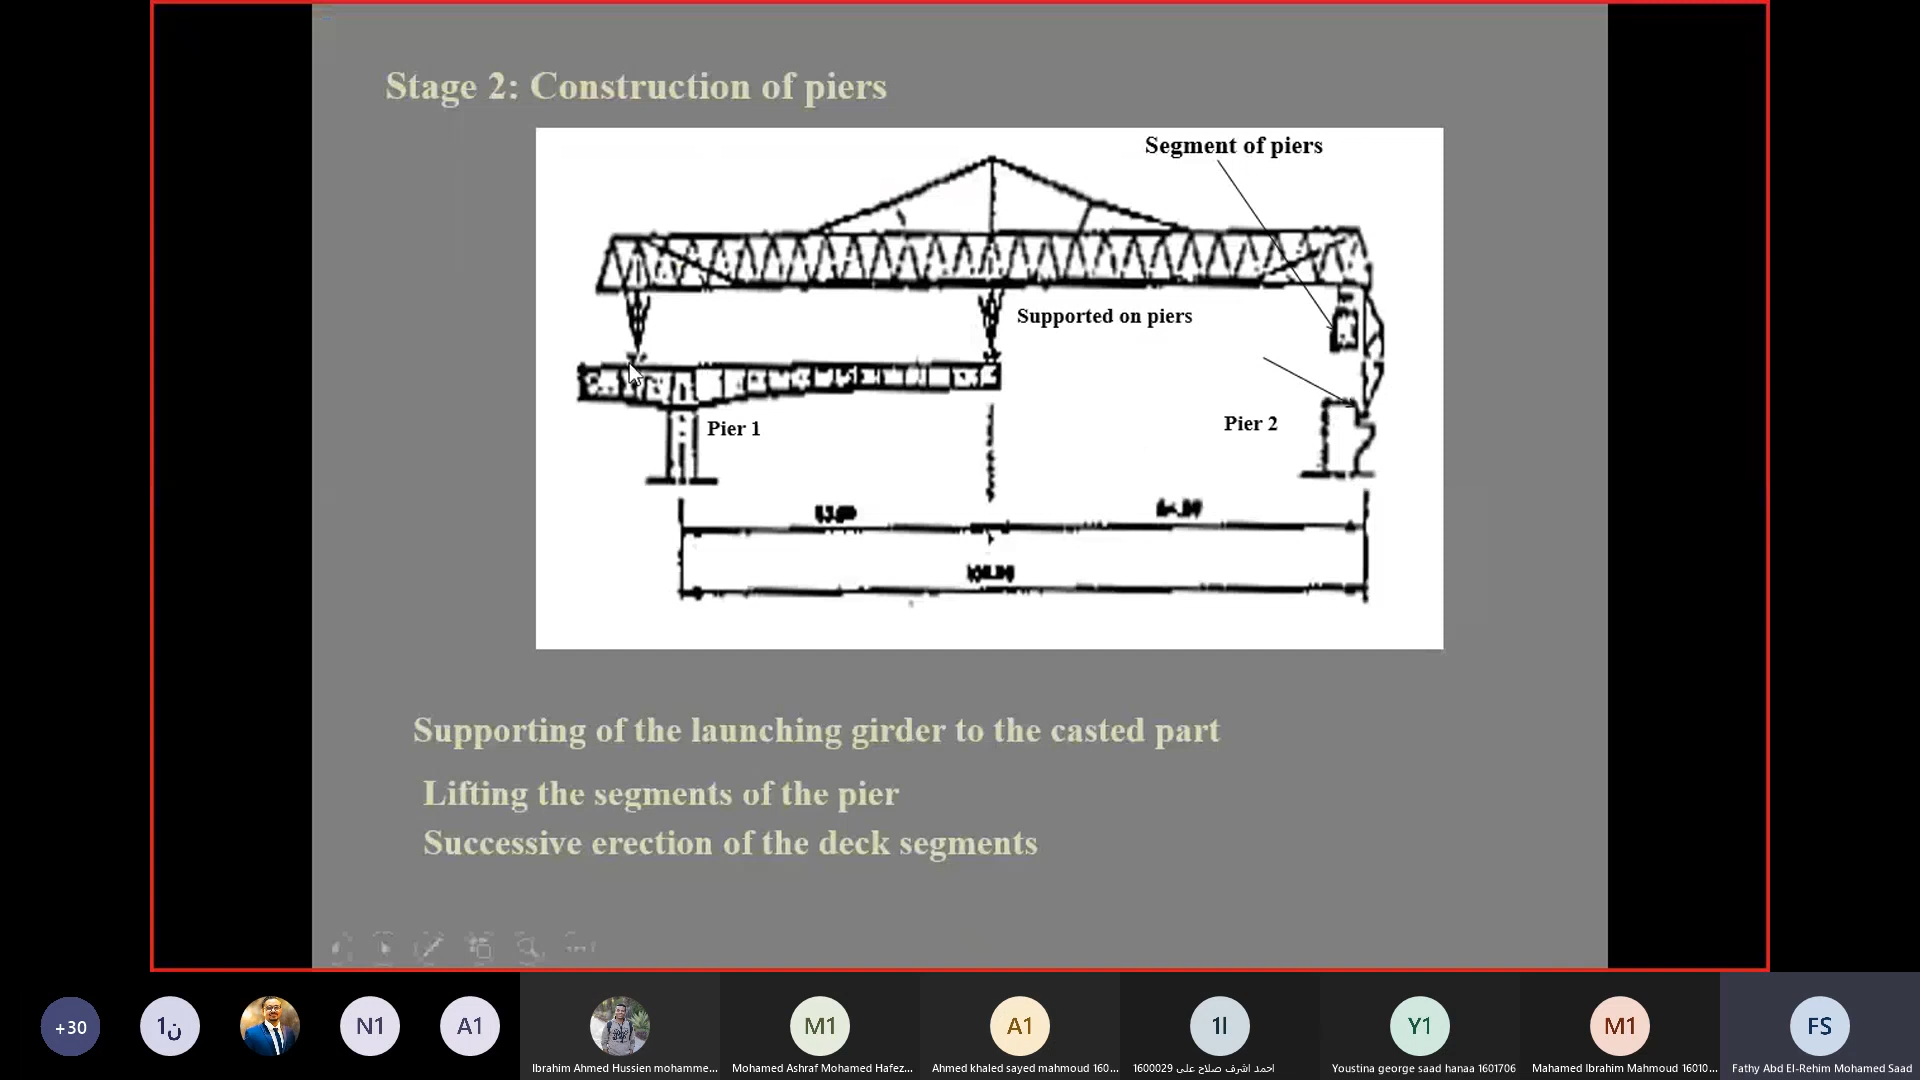 Stage 2: Construction of piers
Segment of piers
Supported on piers
Pier 1
Pier 2
Supporting of the launching girder to the casted part
Lifting the segments of the pier
Successive erection of the deck segments
+30
ن1
N1
A1
M1
A1
1ا
Y1
M1
FS
Ibrahim Ahmed Hussien mohamme...
Mohamed Ashraf Mohamed Hafez...
Ahmed khaled sayed mahmoud 160...
احمد اشرف صلاح على 1600029
Youstina george saad hanaa 1601706
Mahamed Ibrahim Mahmoud 16010...
Fathy Abd El-Rehim Mohamed Saad